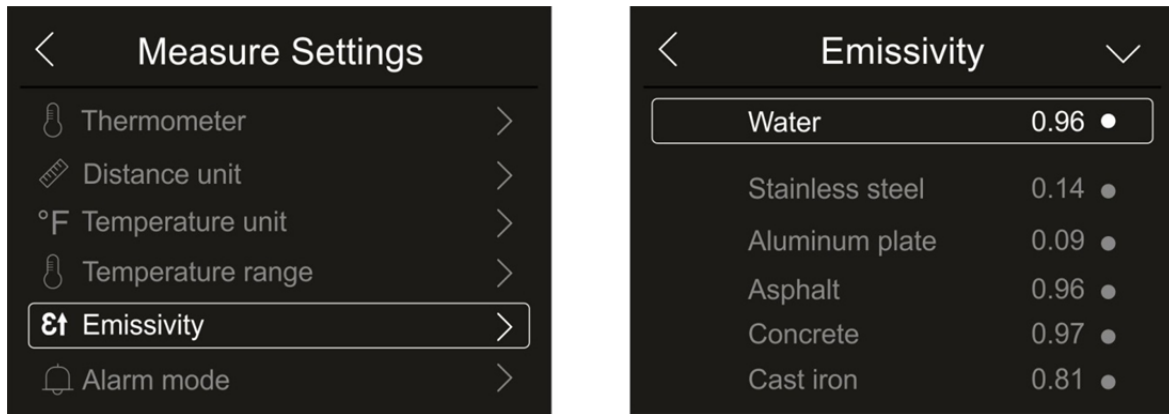 Measure Settings
Thermometer
Distance unit
°F Temperature unit
Temperature range
Ɛ↑ Emissivity
Alarm mode
Emissivity
Water 0.96
Stainless steel 0.14
Aluminum plate 0.09
Asphalt 0.96
Concrete 0.97
Cast iron 0.81